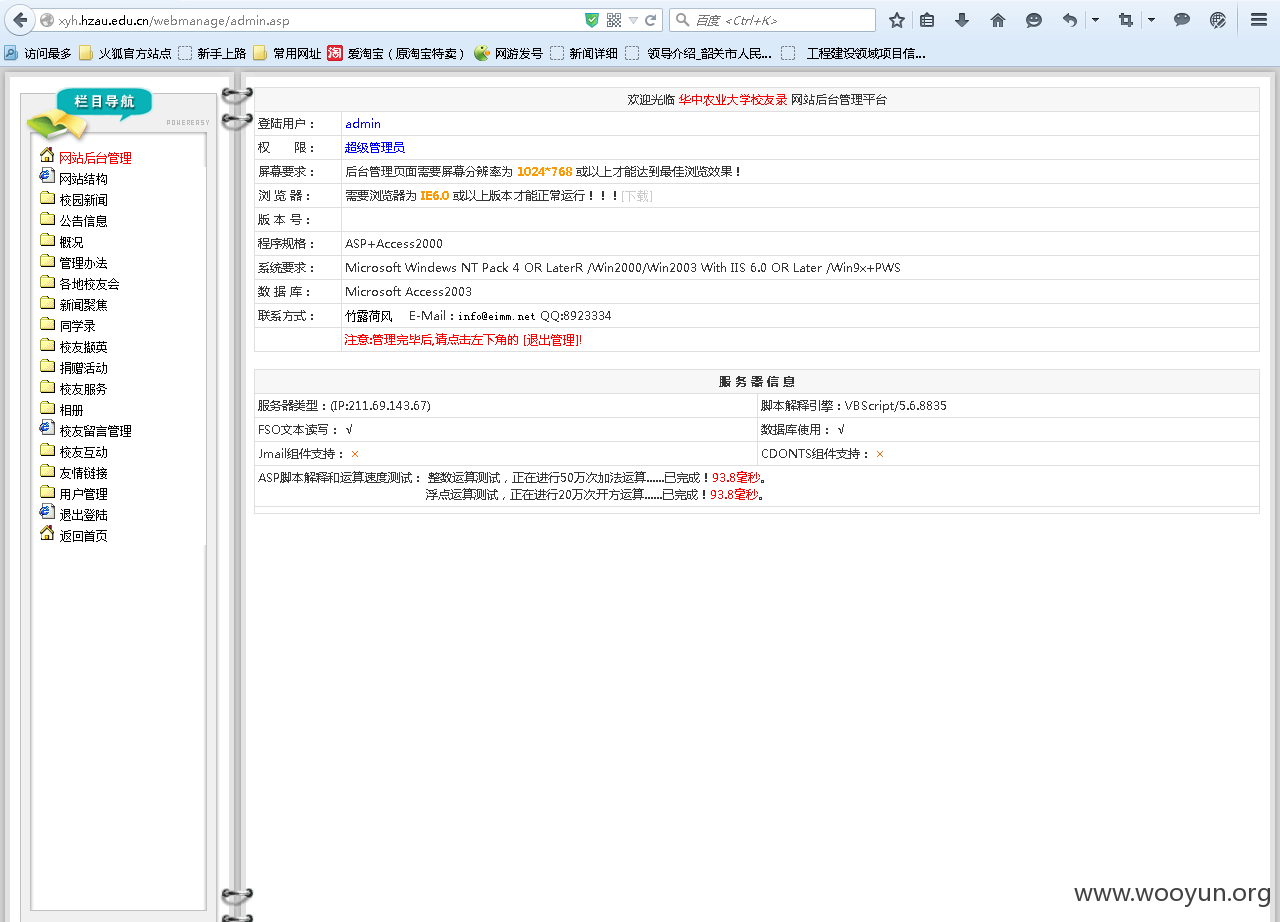 xyh.hzau.edu.cn/webmanage/admin.asp
百度 <Ctrl+K>
访问最多 火狐官方站点 新手上路 常用网址 淘 爱淘宝（原淘宝特卖） 网游发号 新闻详细 领导介绍_韶关市人民... 工程建设领域项目信...
栏目导航
POWEREASY
网站后台管理
网站结构
校园新闻
公告信息
概况
管理办法
各地校友会
新闻聚焦
同学录
校友撷英
捐赠活动
校友服务
相册
校友留言管理
校友互动
友情链接
用户管理
退出登陆
返回首页
欢迎光临 华中农业大学校友录 网站后台管理平台
登陆用户： admin
权 限： 超级管理员
屏幕要求： 后台管理页面需要屏幕分辨率为 1024*768 或以上才能达到最佳浏览效果！
浏 览 器： 需要浏览器为 IE6.0 或以上版本才能正常运行！！！[下载]
版 本 号：
程序规格： ASP+Access2000
系统要求： Microsoft Windows NT Pack 4 OR LaterR /Win2000/Win2003 With IIS 6.0 OR Later /Win9x+PWS
数 据 库： Microsoft Access2003
联系方式： 竹露荷风 E-Mail：info@eimm.net QQ:8923334
注意:管理完毕后,请点击左下角的 [退出管理]!
服 务 器 信 息
服务器类型：(IP:211.69.143.67) 脚本解释引擎：VBScript/5.6.8835
FSO文本读写： √ 数据库使用： √
Jmail组件支持： × CDONTS组件支持： ×
ASP脚本解释和运算速度测试： 整数运算测试，正在进行50万次加法运算......已完成！93.8毫秒。
浮点运算测试，正在进行20万次开方运算......已完成！93.8毫秒。
www.wooyun.org